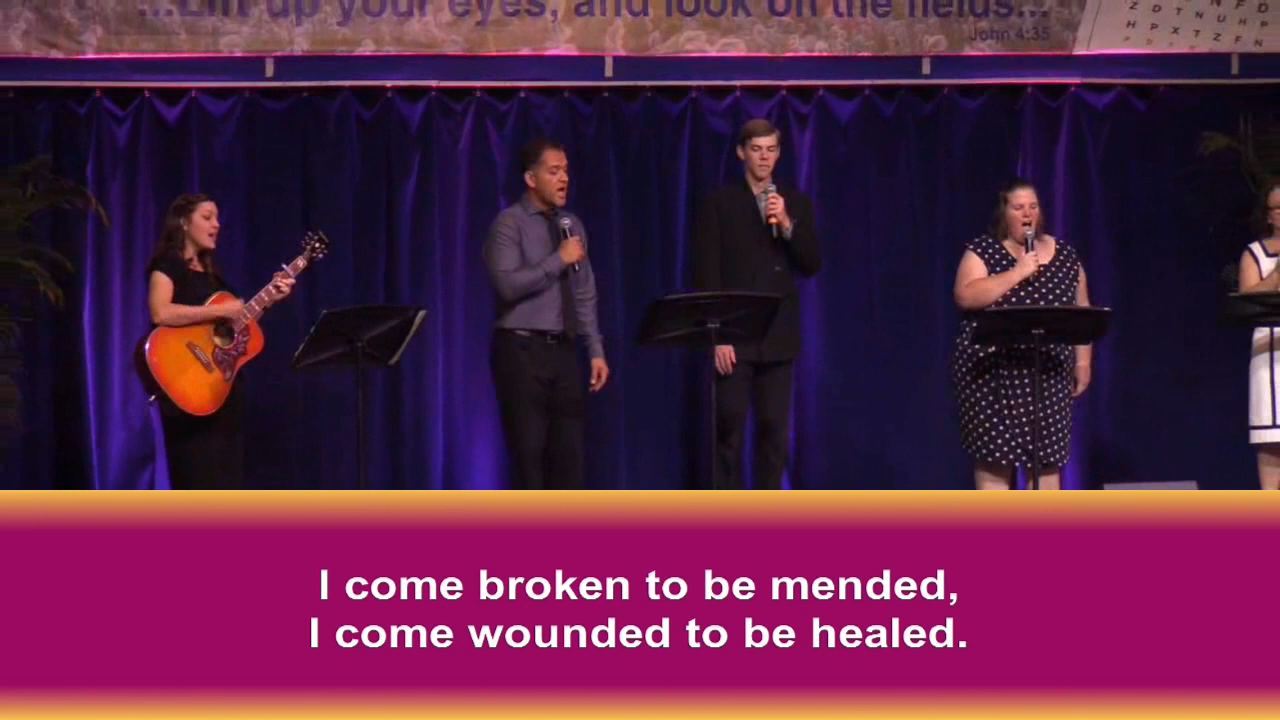 ...Lift up your eyes, and look on the fields...
John 4:35
Z D T N U H P
H P X T Z F N
I come broken to be mended,
I come wounded to be healed.